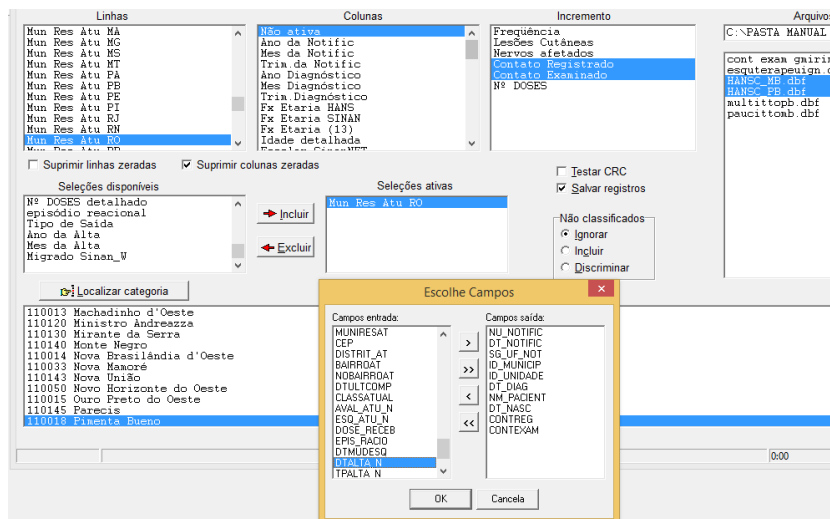 Linhas
Mun Res Atu MA
Mun Res Atu MG
Mun Res Atu MS
Mun Res Atu MT
Mun Res Atu PA
Mun Res Atu PB
Mun Res Atu PE
Mun Res Atu PI
Mun Res Atu RJ
Mun Res Atu RN
Mun Res Atu RO
Colunas
Não ativa
Ano da Notific
Mes da Notific
Trim.da Notific
Ano Diagnóstico
Mes Diagnóstico
Trim.Diagnóstico
Fx Etaria HANS
Fx Etaria SINAN
Fx Etaria (13)
Idade detalhada
Incremento
Freqüência
Lesões Cutâneas
Nervos afetados
Contato Registrado
Contato Examinado
Nº DOSES
Arquivos
C:\PASTA MANUAL
cont exam gmirim
esquterapeuign.d
HANSC_MB.dbf
HANSC_PB.dbf
multittopb.dbf
paucittomb.dbf
Suprimir linhas zeradas
Suprimir colunas zeradas
Testar CRC
Salvar registros
Não classificados
Ignorar
Incluir
Discriminar
Seleções disponíveis
Nº DOSES detalhado
episódio reacional
Tipo de Saida
Ano da Alta
Mes da Alta
Migrado Sinan_W
Incluir
Excluir
Seleções ativas
Mun Res Atu RO
Localizar categoria
110013 Machadinho d'Oeste
110120 Ministro Andreazza
110130 Mirante da Serra
110140 Monte Negro
110014 Nova Brasilândia d'Oeste
110033 Nova Mamoré
110143 Nova União
110050 Novo Horizonte do Oeste
110015 Ouro Preto do Oeste
110145 Parecis
110018 Pimenta Bueno
Escolhe Campos
x
Campos entrada:
MUNIRESAT
CEP
DISTRIT_AT
BAIRROAT
NOBAIRROAT
DTULTCOMP
CLASSATUAL
AVAL_ATU_N
ESQ_ATU_N
DOSE_RECEB
EPIS_RACIO
DTMUDESQ
DTALTA_N
TPALTA_N
>
>>
<
<<
Campos saída:
NU_NOTIFIC
DT_NOTIFIC
SG_UF_NOT
ID_MUNICIP
ID_UNIDADE
DT_DIAG
NM_PACIENT
DT_NASC
CONTREG
CONTEXAM
OK
Cancela
0:00